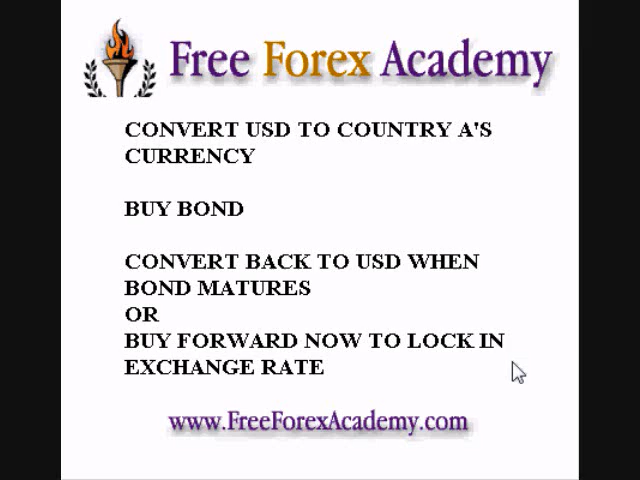 Free Forex Academy
CONVERT USD TO COUNTRY A'S
CURRENCY
BUY BOND
CONVERT BACK TO USD WHEN
BOND MATURES
OR
BUY FORWARD NOW TO LOCK IN
EXCHANGE RATE
www.FreeForexAcademy.com